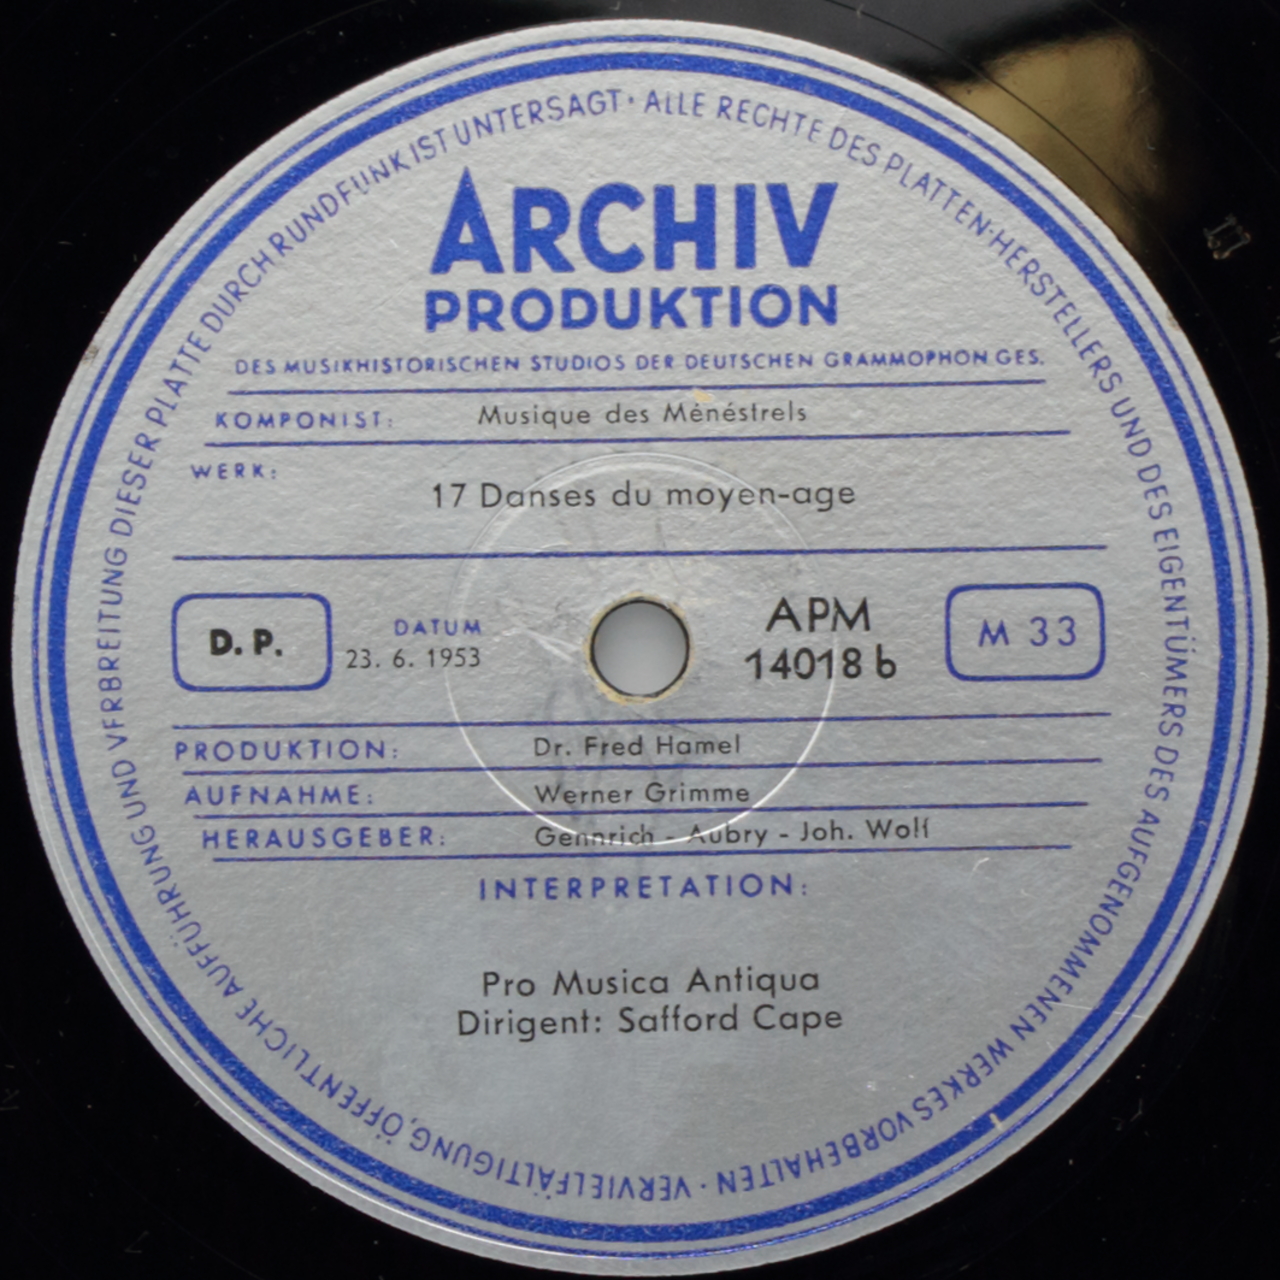 ALLE RECHTE DES PLATTEN-HERSTELLERS UND DES EIGENTÜMERS DES AUFGENOMMENEN WERKES VORBEHALTEN · VERVIELFÄLTIGUNG, ÖFFENTLICHE AUFFÜHRUNG UND VERBREITUNG DIESER PLATTE DURCH RUNDFUNK IST UNTERSAGT ·
ARCHIV
PRODUKTION
DES MUSIKHISTORISCHEN STUDIOS DER DEUTSCHEN GRAMMOPHON GES.
KOMPONIST: Musique des Ménéstrels
WERK:
17 Danses du moyen-age
D. P.
DATUM
23. 6. 1953
APM
14018 b
M 33
PRODUKTION: Dr. Fred Hamel
AUFNAHME: Werner Grimme
HERAUSGEBER: Gennrich - Aubry - Joh. Wolf
INTERPRETATION:
Pro Musica Antiqua
Dirigent: Safford Cape